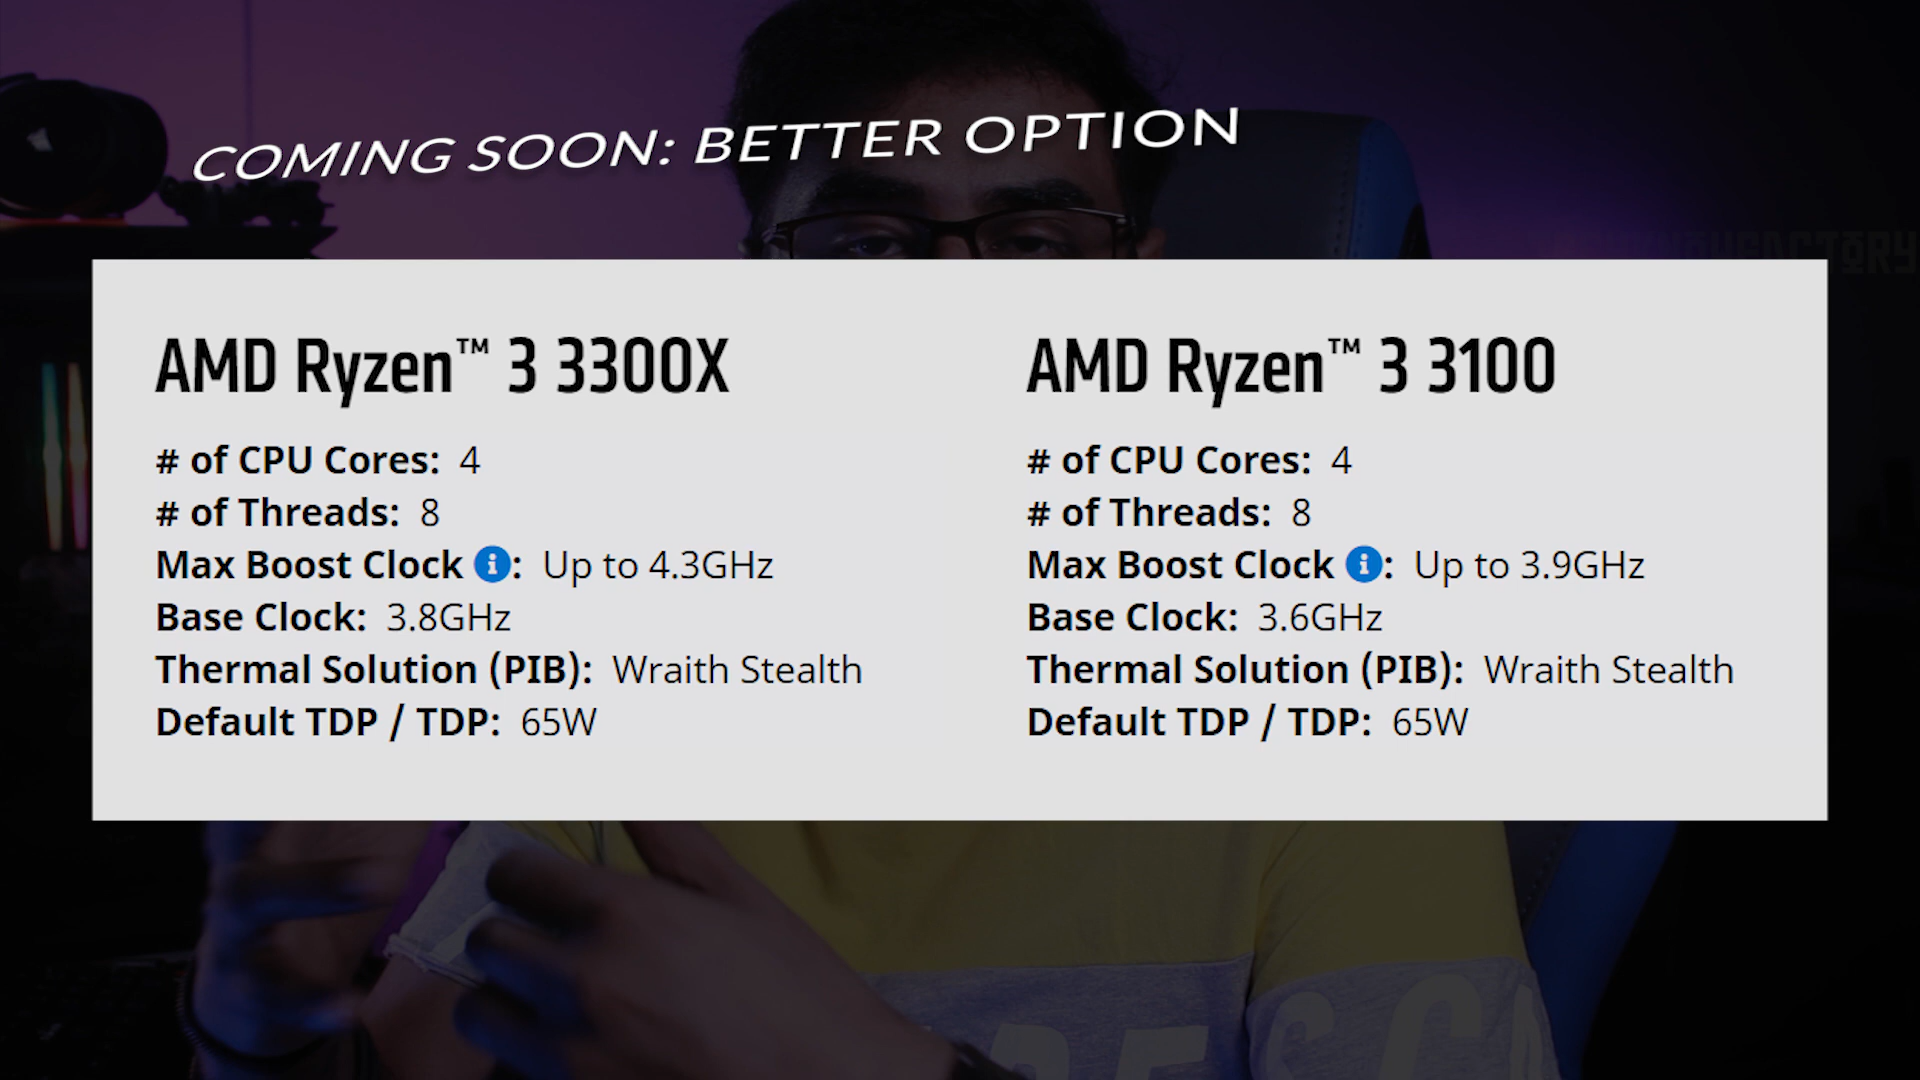 COMING SOON: BETTER OPTION
AMD Ryzen™ 3 3300X
# of CPU Cores: 4
# of Threads: 8
Max Boost Clock i: Up to 4.3GHz
Base Clock: 3.8GHz
Thermal Solution (PIB): Wraith Stealth
Default TDP / TDP: 65W
AMD Ryzen™ 3 3100
# of CPU Cores: 4
# of Threads: 8
Max Boost Clock i: Up to 3.9GHz
Base Clock: 3.6GHz
Thermal Solution (PIB): Wraith Stealth
Default TDP / TDP: 65W